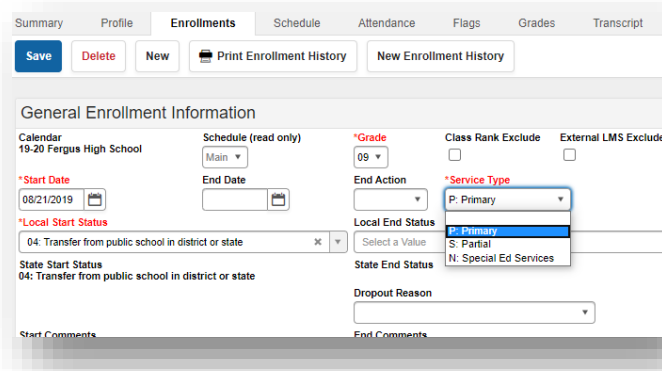 Summary Profile Enrollments Schedule Attendance Flags Grades Transcript
Save Delete New Print Enrollment History New Enrollment History
General Enrollment Information
Calendar Schedule (read only) *Grade Class Rank Exclude External LMS Exclude
19-20 Fergus High School
Main 09
*Start Date End Date End Action *Service Type
08/21/2019 P: Primary
P: Primary
S: Partial
N: Special Ed Services
*Local Start Status Local End Status
04: Transfer from public school in district or state Select a Value
State Start Status State End Status
04: Transfer from public school in district or state
Dropout Reason
Start Comments End Comments